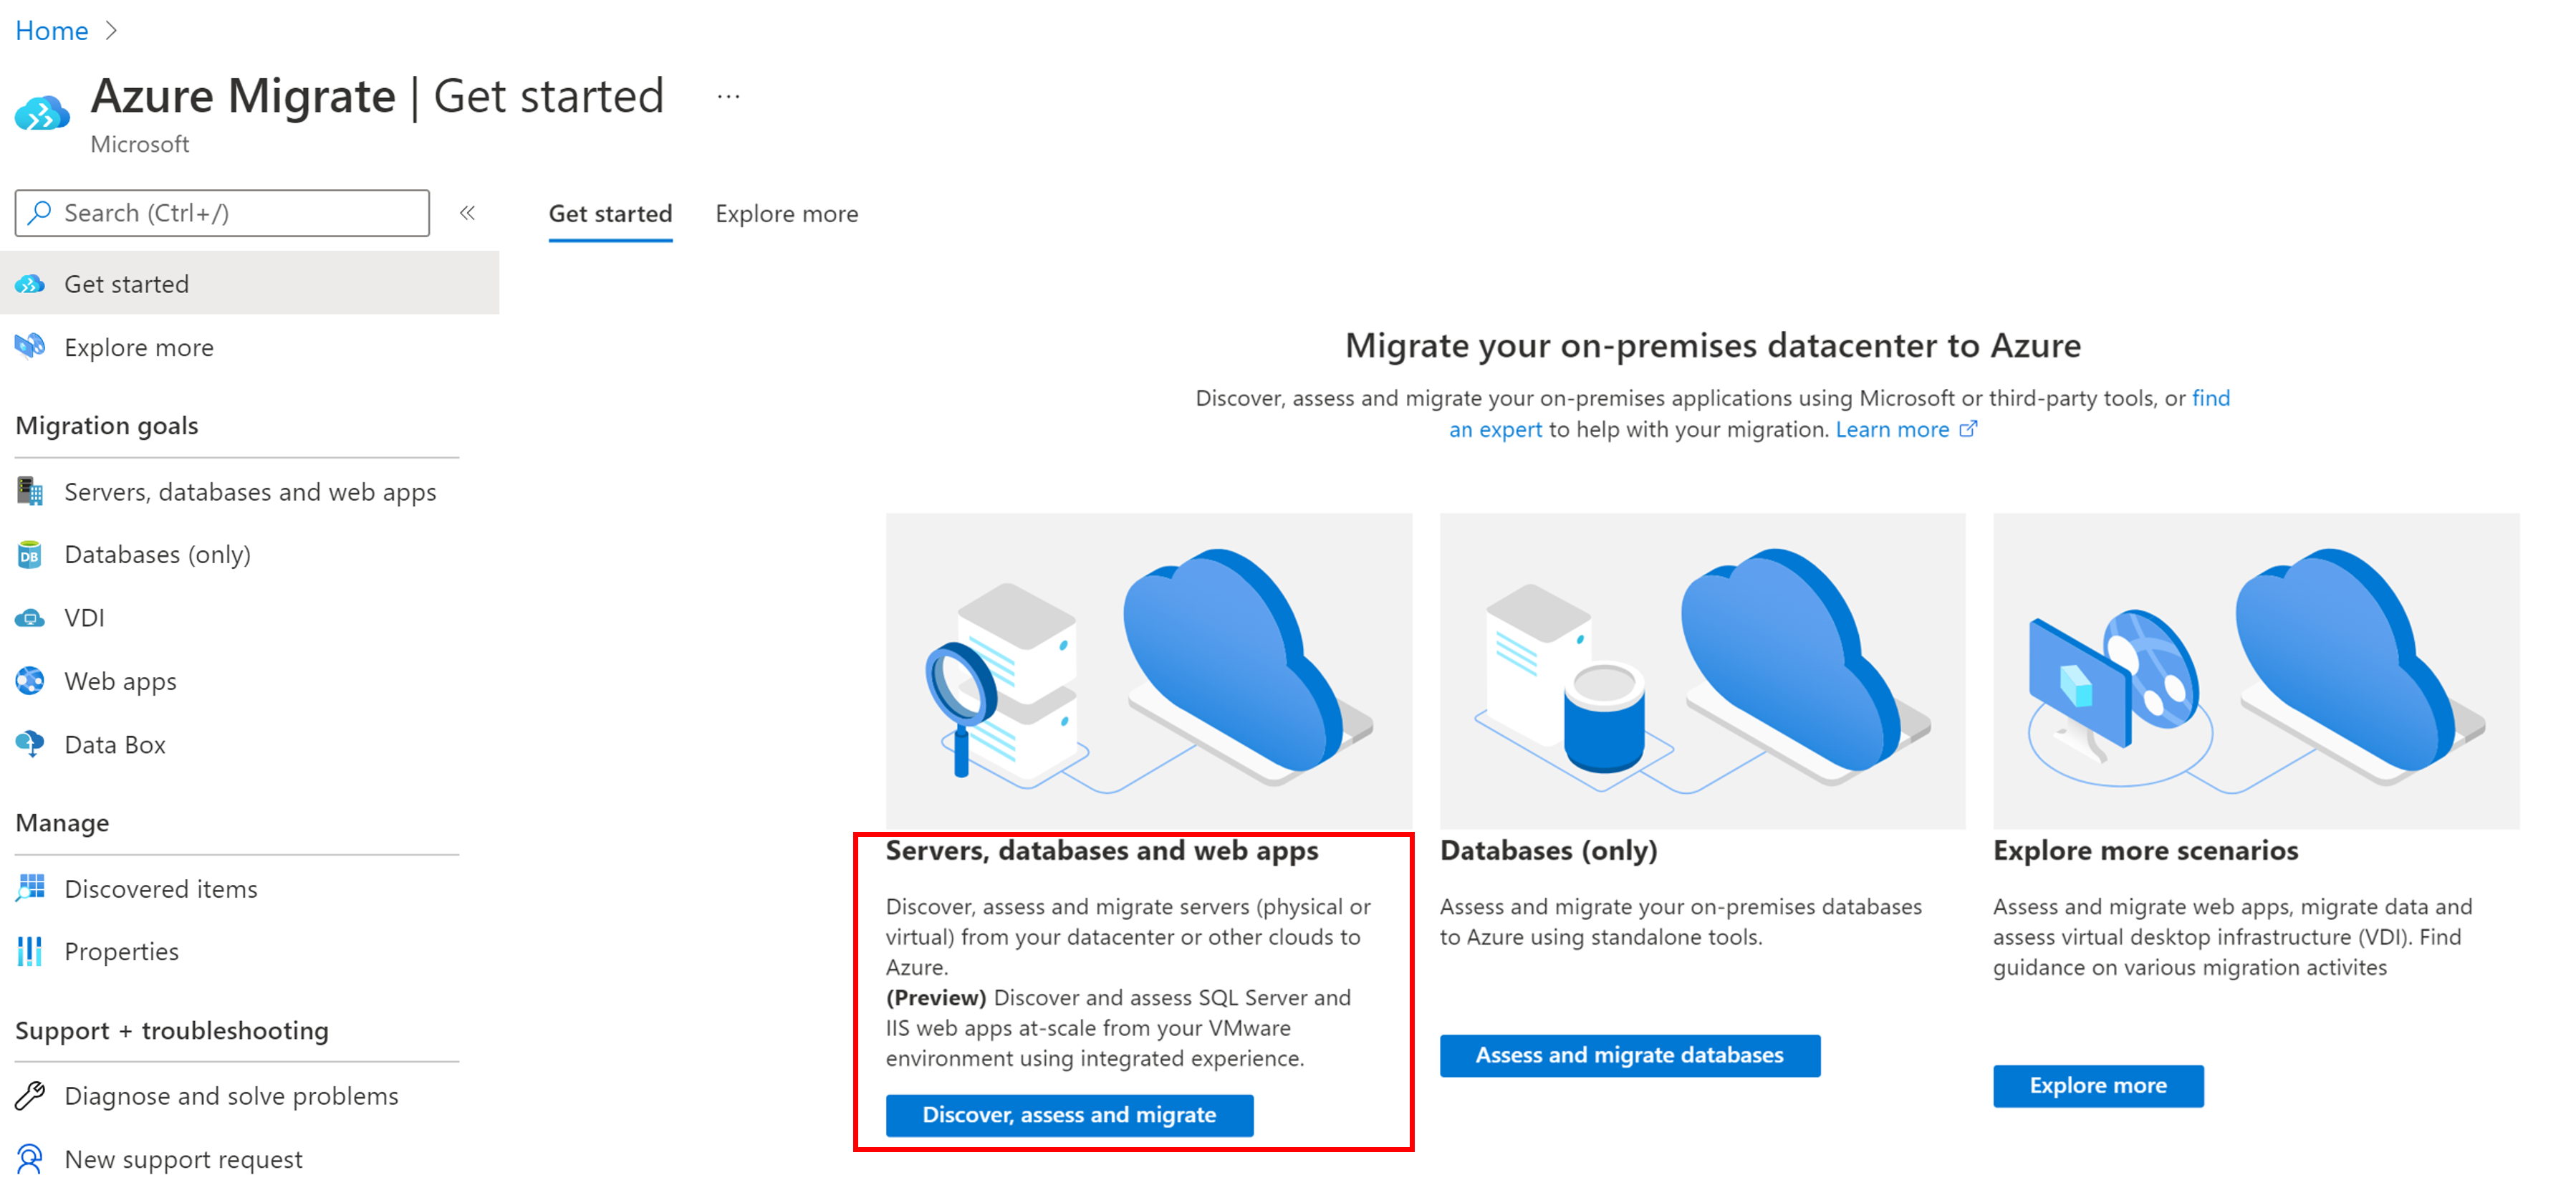 Home
Azure Migrate | Get started ...
Microsoft
Search (Ctrl+/)
Get started
Explore more
Migration goals
Servers, databases and web apps
DB
Databases (only)
VDI
Web apps
Data Box
Manage
Discovered items
Properties
Support + troubleshooting
Diagnose and solve problems
New support request
Get started
Explore more
Migrate your on-premises datacenter to Azure
Discover, assess and migrate your on-premises applications using Microsoft or third-party tools, or find
an expert to help with your migration. Learn more
Servers, databases and web apps
Discover, assess and migrate servers (physical or
virtual) from your datacenter or other clouds to
Azure.
(Preview) Discover and assess SQL Server and
IIS web apps at-scale from your VMware
environment using integrated experience.
Discover, assess and migrate
Databases (only)
Assess and migrate your on-premises databases
to Azure using standalone tools.
Assess and migrate databases
Explore more scenarios
Assess and migrate web apps, migrate data and
assess virtual desktop infrastructure (VDI). Find
guidance on various migration activites
Explore more